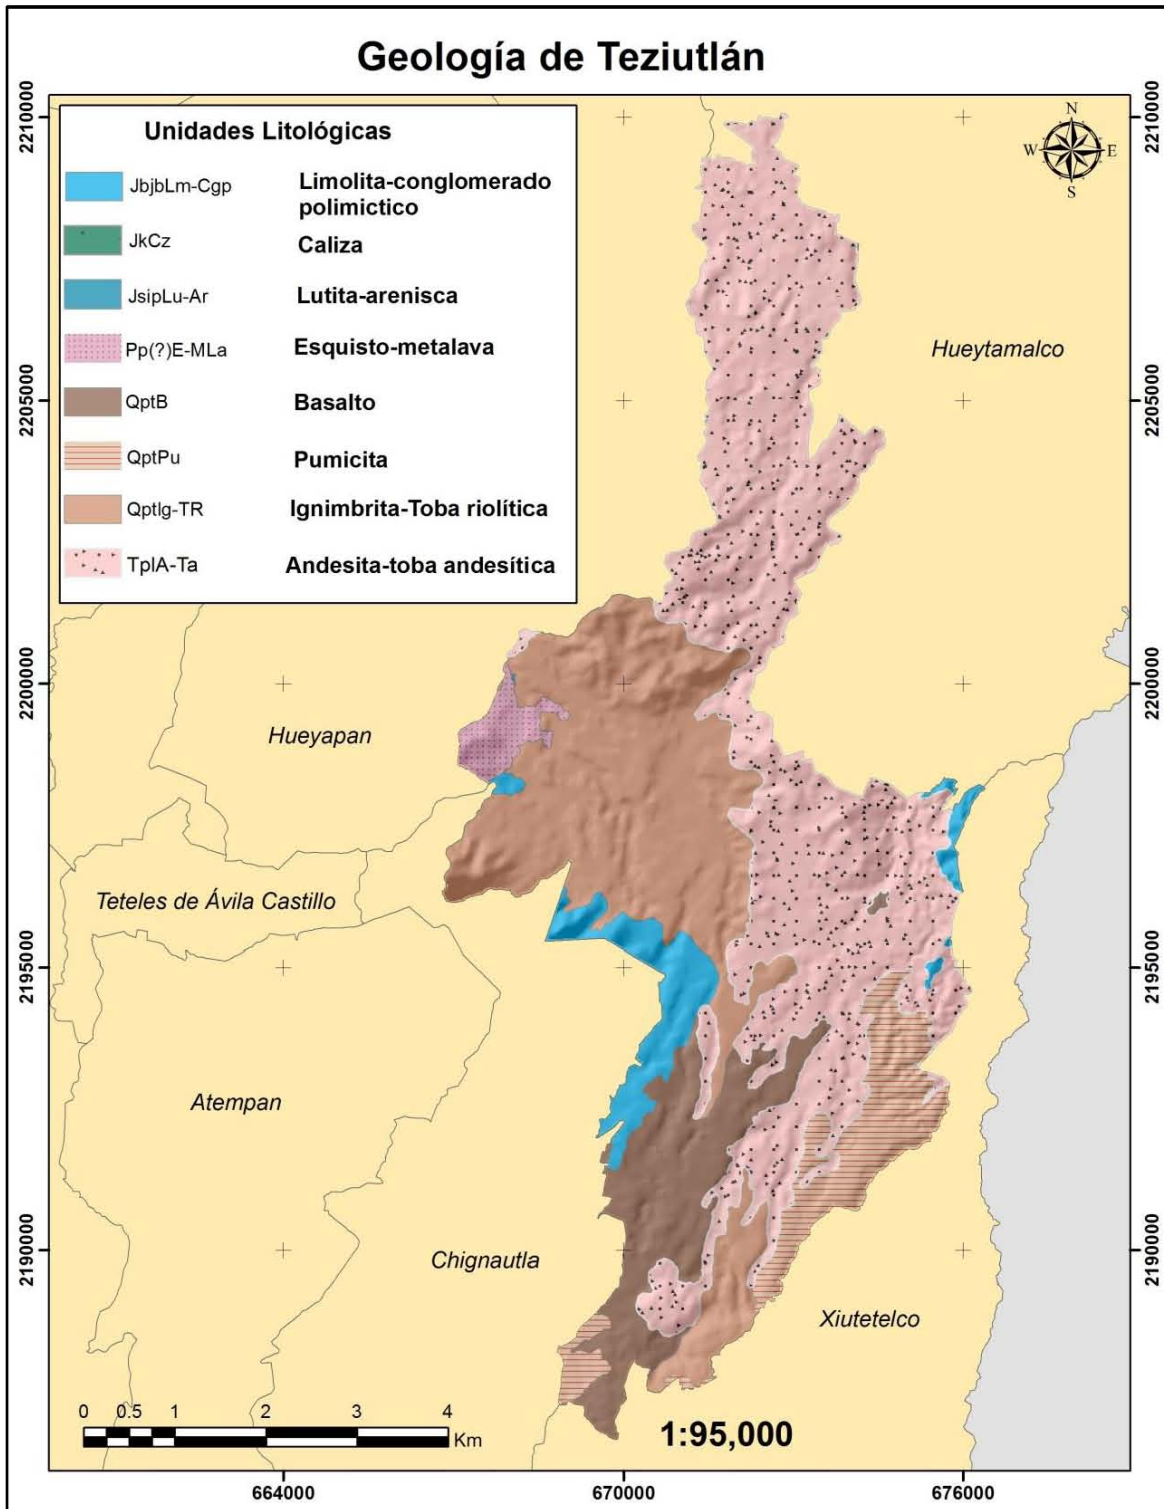 Geología de Teziutlán
Unidades Litológicas
JbjbLm-Cgp Limolita-conglomerado
polimictico
JkCz Caliza
JsipLu-Ar Lutita-arenisca
Pp(?)E-MLa Esquisto-metalava
QptB Basalto
QptPu Pumicita
QptIg-TR Ignimbrita-Toba riolítica
TplA-Ta Andesita-toba andesítica
N
W E
S
Hueytamalco
Hueyapan
Teteles de Ávila Castillo
Atempan
Chignautla
Xiutetelco
0 0.5 1 2 3 4
Km
1:95,000
2210000
2205000
2200000
2195000
2190000
2210000
2205000
2200000
2195000
2190000
664000 670000 676000